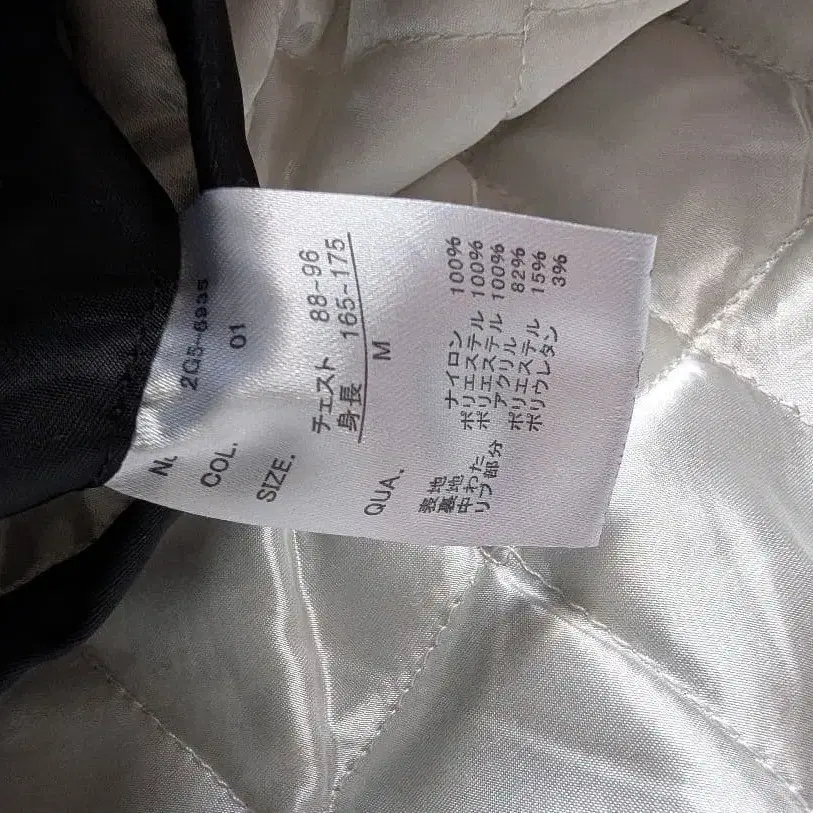 2G5-6935
COL. 01
SIZE.
チェスト 88-96
身長 165-175
M
QUA.
表地 ナイロン 100%
裏地 ポリエステル 100%
中わた ポリエステル 100%
リブ部分 アクリル 82%
ポリエステル 15%
ポリウレタン 3%